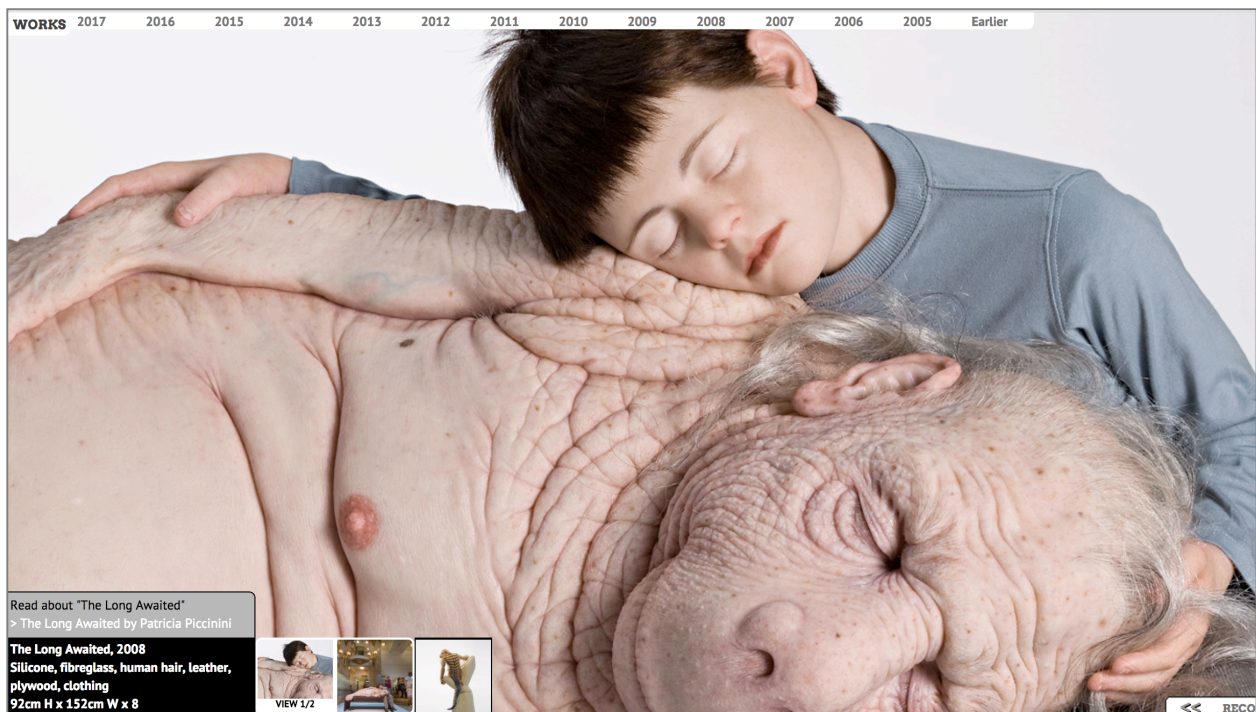 WORKS 2017 2016 2015 2014 2013 2012 2011 2010 2009 2008 2007 2006 2005 Earlier
Read about "The Long Awaited"
> The Long Awaited by Patricia Piccinini
The Long Awaited, 2008
Silicone, fibreglass, human hair, leather,
plywood, clothing
92cm H x 152cm W x 8
VIEW 1/2
<< RECO